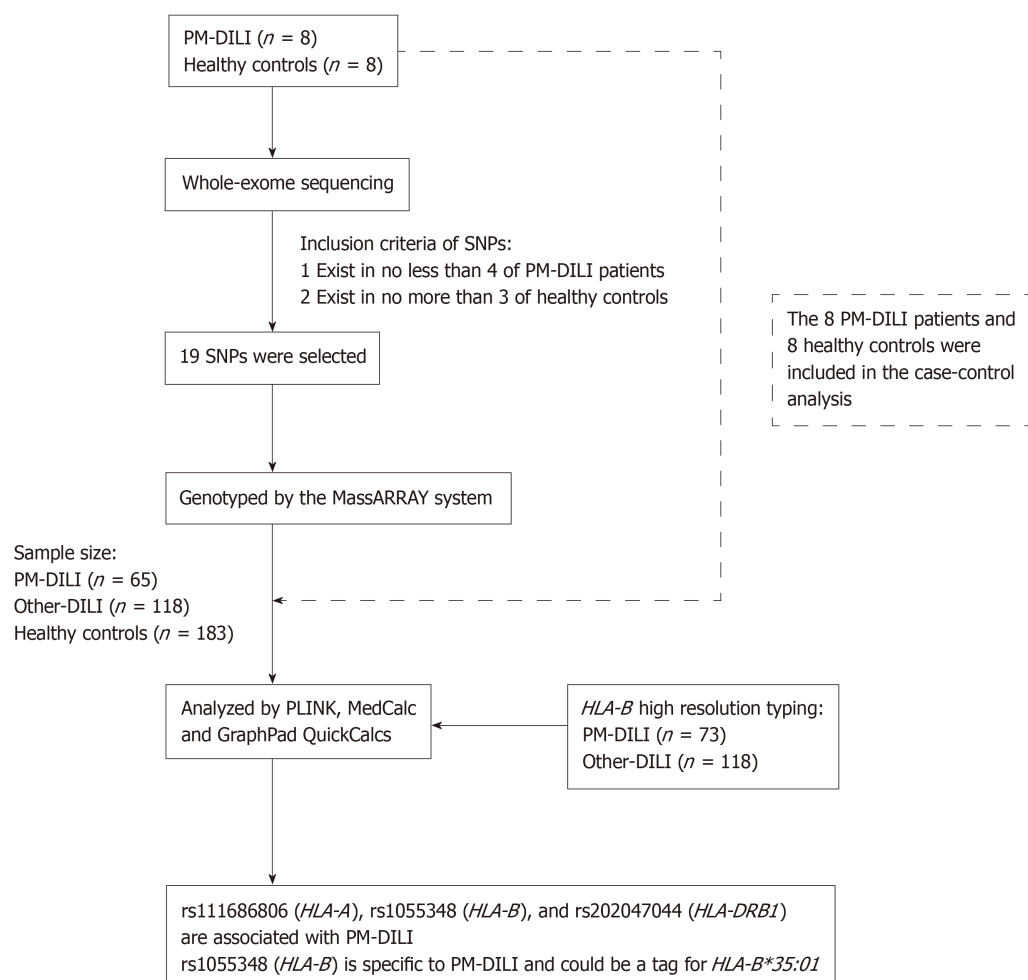 PM-DILI (n = 8)
Healthy controls (n = 8)
Whole-exome sequencing
Inclusion criteria of SNPs:
1 Exist in no less than 4 of PM-DILI patients
2 Exist in no more than 3 of healthy controls
The 8 PM-DILI patients and
8 healthy controls were
included in the case-control
analysis
19 SNPs were selected
Genotyped by the MassARRAY system
Sample size:
PM-DILI (n = 65)
Other-DILI (n = 118)
Healthy controls (n = 183)
Analyzed by PLINK, MedCalc
and GraphPad QuickCalcs
HLA-B high resolution typing:
PM-DILI (n = 73)
Other-DILI (n = 118)
rs111686806 (HLA-A), rs1055348 (HLA-B), and rs202047044 (HLA-DRB1)
are associated with PM-DILI
rs1055348 (HLA-B) is specific to PM-DILI and could be a tag for HLA-B*35:01